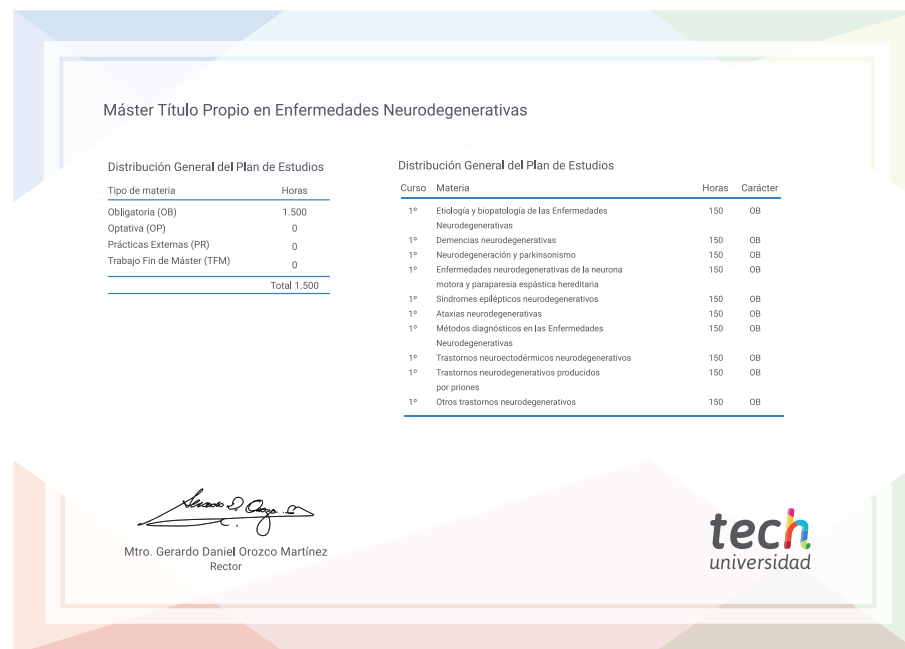 Máster Título Propio en Enfermedades Neurodegenerativas
Distribución General del Plan de Estudios
Tipo de materia Horas
Obligatoria (OB) 1.500
Optativa (OP) 0
Prácticas Externas (PR) 0
Trabajo Fin de Máster (TFM) 0
Total 1.500
Distribución General del Plan de Estudios
Curso Materia Horas Carácter
1º Etiología y biopatología de las Enfermedades 150 OB
Neurodegenerativas
1º Demencias neurodegenerativas 150 OB
1º Neurodegeneración y parkinsonismo 150 OB
1º Enfermedades neurodegenerativas de la neurona 150 OB
motora y paraparesia espástica hereditaria
1º Síndromes epilépticos neurodegenerativos 150 OB
1º Ataxias neurodegenerativas 150 OB
1º Métodos diagnósticos en las Enfermedades 150 OB
Neurodegenerativas
1º Trastornos neuroectodérmicos neurodegenerativos 150 OB
1º Trastornos neurodegenerativos producidos 150 OB
por priones
1º Otros trastornos neurodegenerativos 150 OB
Mtro. Gerardo Daniel Orozco Martínez
Rector
tech
universidad